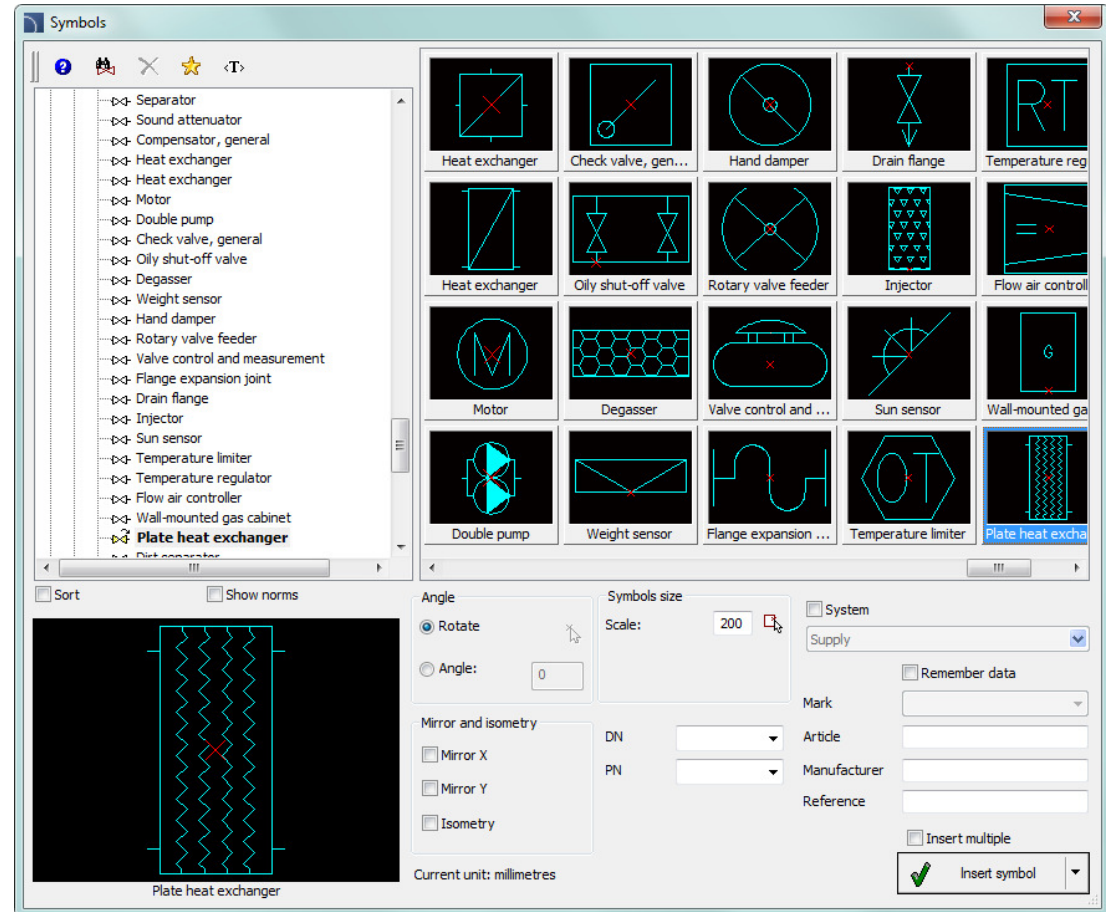 Symbols
<T>
Separator
Sound attenuator
Compensator, general
Heat exchanger
Heat exchanger
Motor
Double pump
Check valve, general
Oily shut-off valve
Degasser
Weight sensor
Hand damper
Rotary valve feeder
Valve control and measurement
Flange expansion joint
Drain flange
Injector
Sun sensor
Temperature limiter
Temperature regulator
Flow air controller
Wall-mounted gas cabinet
Plate heat exchanger
Dirt separator
RT
Heat exchanger
Check valve, gen...
Hand damper
Drain flange
Temperature reg
Heat exchanger
Oily shut-off valve
Rotary valve feeder
Injector
Flow air controll
M
G
Motor
Degasser
Valve control and ...
Sun sensor
Wall-mounted ga
OT
Double pump
Weight sensor
Flange expansion ...
Temperature limiter
Plate heat excha
Sort
Show norms
Plate heat exchanger
Angle
Rotate
Angle:
0
Mirror and isometry
Mirror X
Mirror Y
Isometry
Current unit: millimetres
Symbols size
Scale:
200
DN
PN
System
Supply
Remember data
Mark
Article
Manufacturer
Reference
Insert multiple
Insert symbol